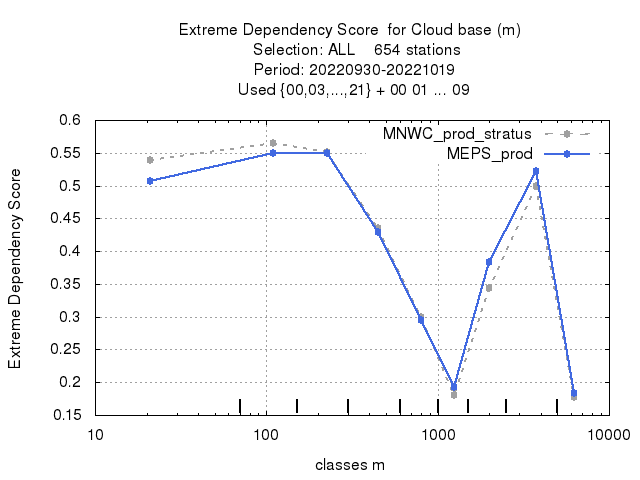 Extreme Dependency Score  for Cloud base (m)
Selection: ALL    654 stations
Period: 20220930-20221019
Used {00,03,...,21} + 00 01 ... 09
MNWC_prod_stratus
MEPS_prod
Extreme Dependency Score
0.6
0.55
0.5
0.45
0.4
0.35
0.3
0.25
0.2
0.15
10
100
1000
10000
classes m